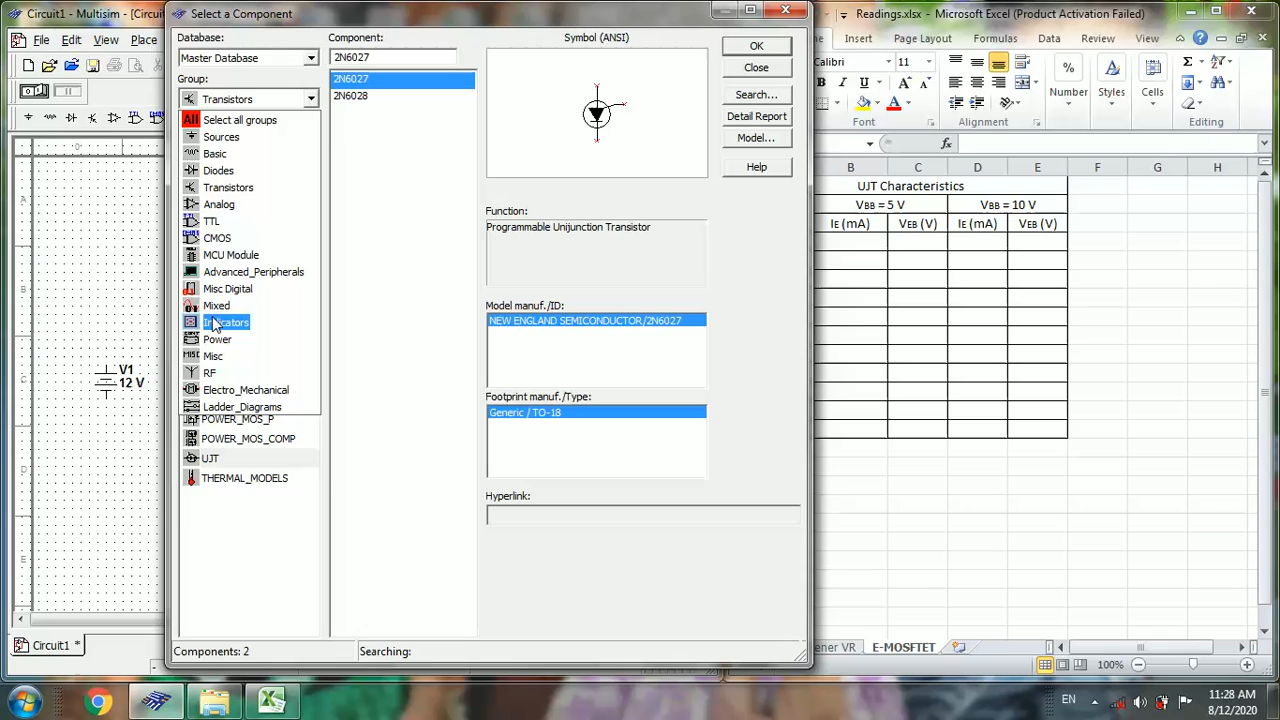 Circuit1 - Multisim - [Circuit
File Edit View Place
Circuit1 *
V1
12 V
Select a Component
Database:
Master Database
Group:
Transistors
All Select all groups
Sources
Basic
Diodes
Transistors
Analog
TTL
CMOS
MCU Module
Advanced_Peripherals
Misc Digital
Mixed
Indicators
Power
MISC Misc
RF
Electro_Mechanical
Ladder_Diagrams
POWER_MOS_P
POWER_MOS_COMP
UJT
THERMAL_MODELS
Component:
2N6027
2N6027
2N6028
Symbol (ANSI)
Function:
Programmable Unijunction Transistor
Model manuf./ID:
NEW ENGLAND SEMICONDUCTOR/2N6027
Footprint manuf./Type:
Generic / TO-18
Hyperlink:
OK
Close
Search...
Detail Report
Model...
Help
Components: 2
Searching:
Readings.xlsx - Microsoft Excel (Product Activation Failed)
Insert Page Layout Formulas Data Review View
Calibri 11
B I U
Number
Styles
Cells
Font Alignment Editing
fx
B C D E F G H
UJT Characteristics
VBB = 5 V VBB = 10 V
IE (mA) VEB (V) IE (mA) VEB (V)
ener VR E-MOSFET
100%
EN
11:28 AM
8/12/2020